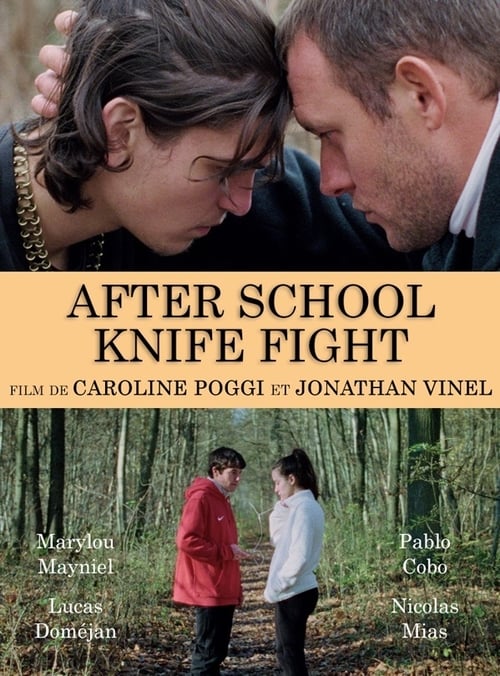 AFTER SCHOOL
KNIFE FIGHT
FILM DE CAROLINE POGGI ET JONATHAN VINEL
Marylou
Mayniel
Pablo
Cobo
Lucas
Doméjan
Nicolas
Mias